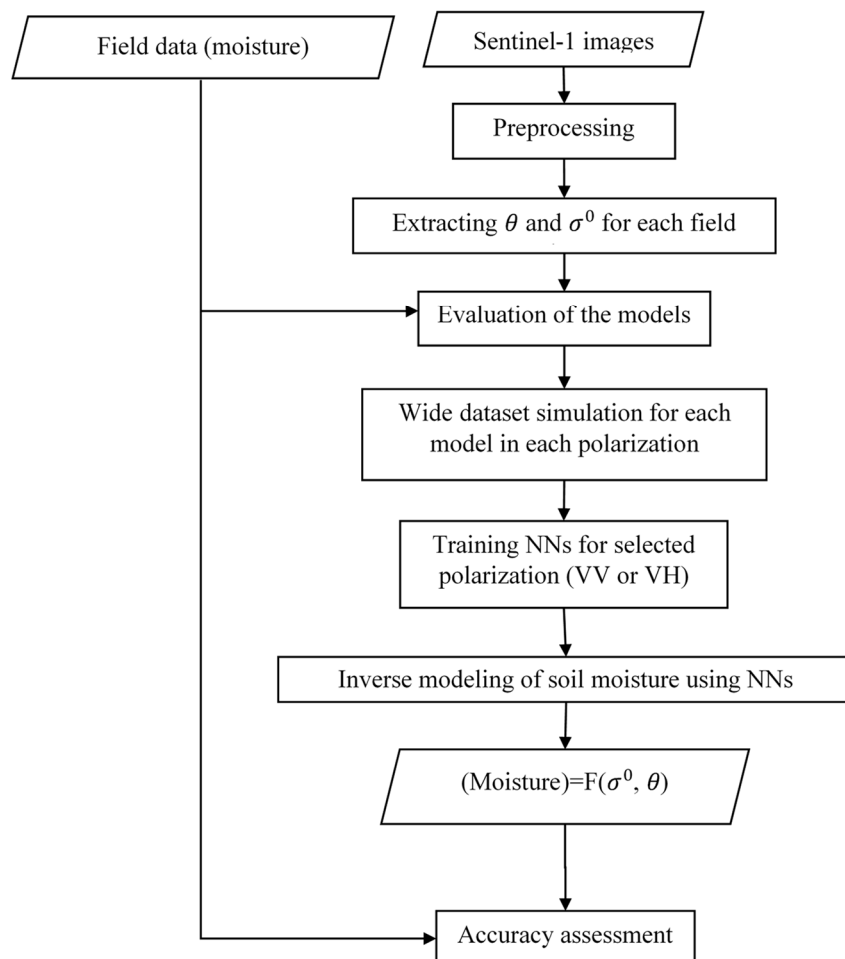 Field data (moisture)
Sentinel-1 images
Preprocessing
Extracting θ and σ⁰ for each field
Evaluation of the models
Wide dataset simulation for each
model in each polarization
Training NNs for selected
polarization (VV or VH)
Inverse modeling of soil moisture using NNs
(Moisture)=F(σ⁰, θ)
Accuracy assessment